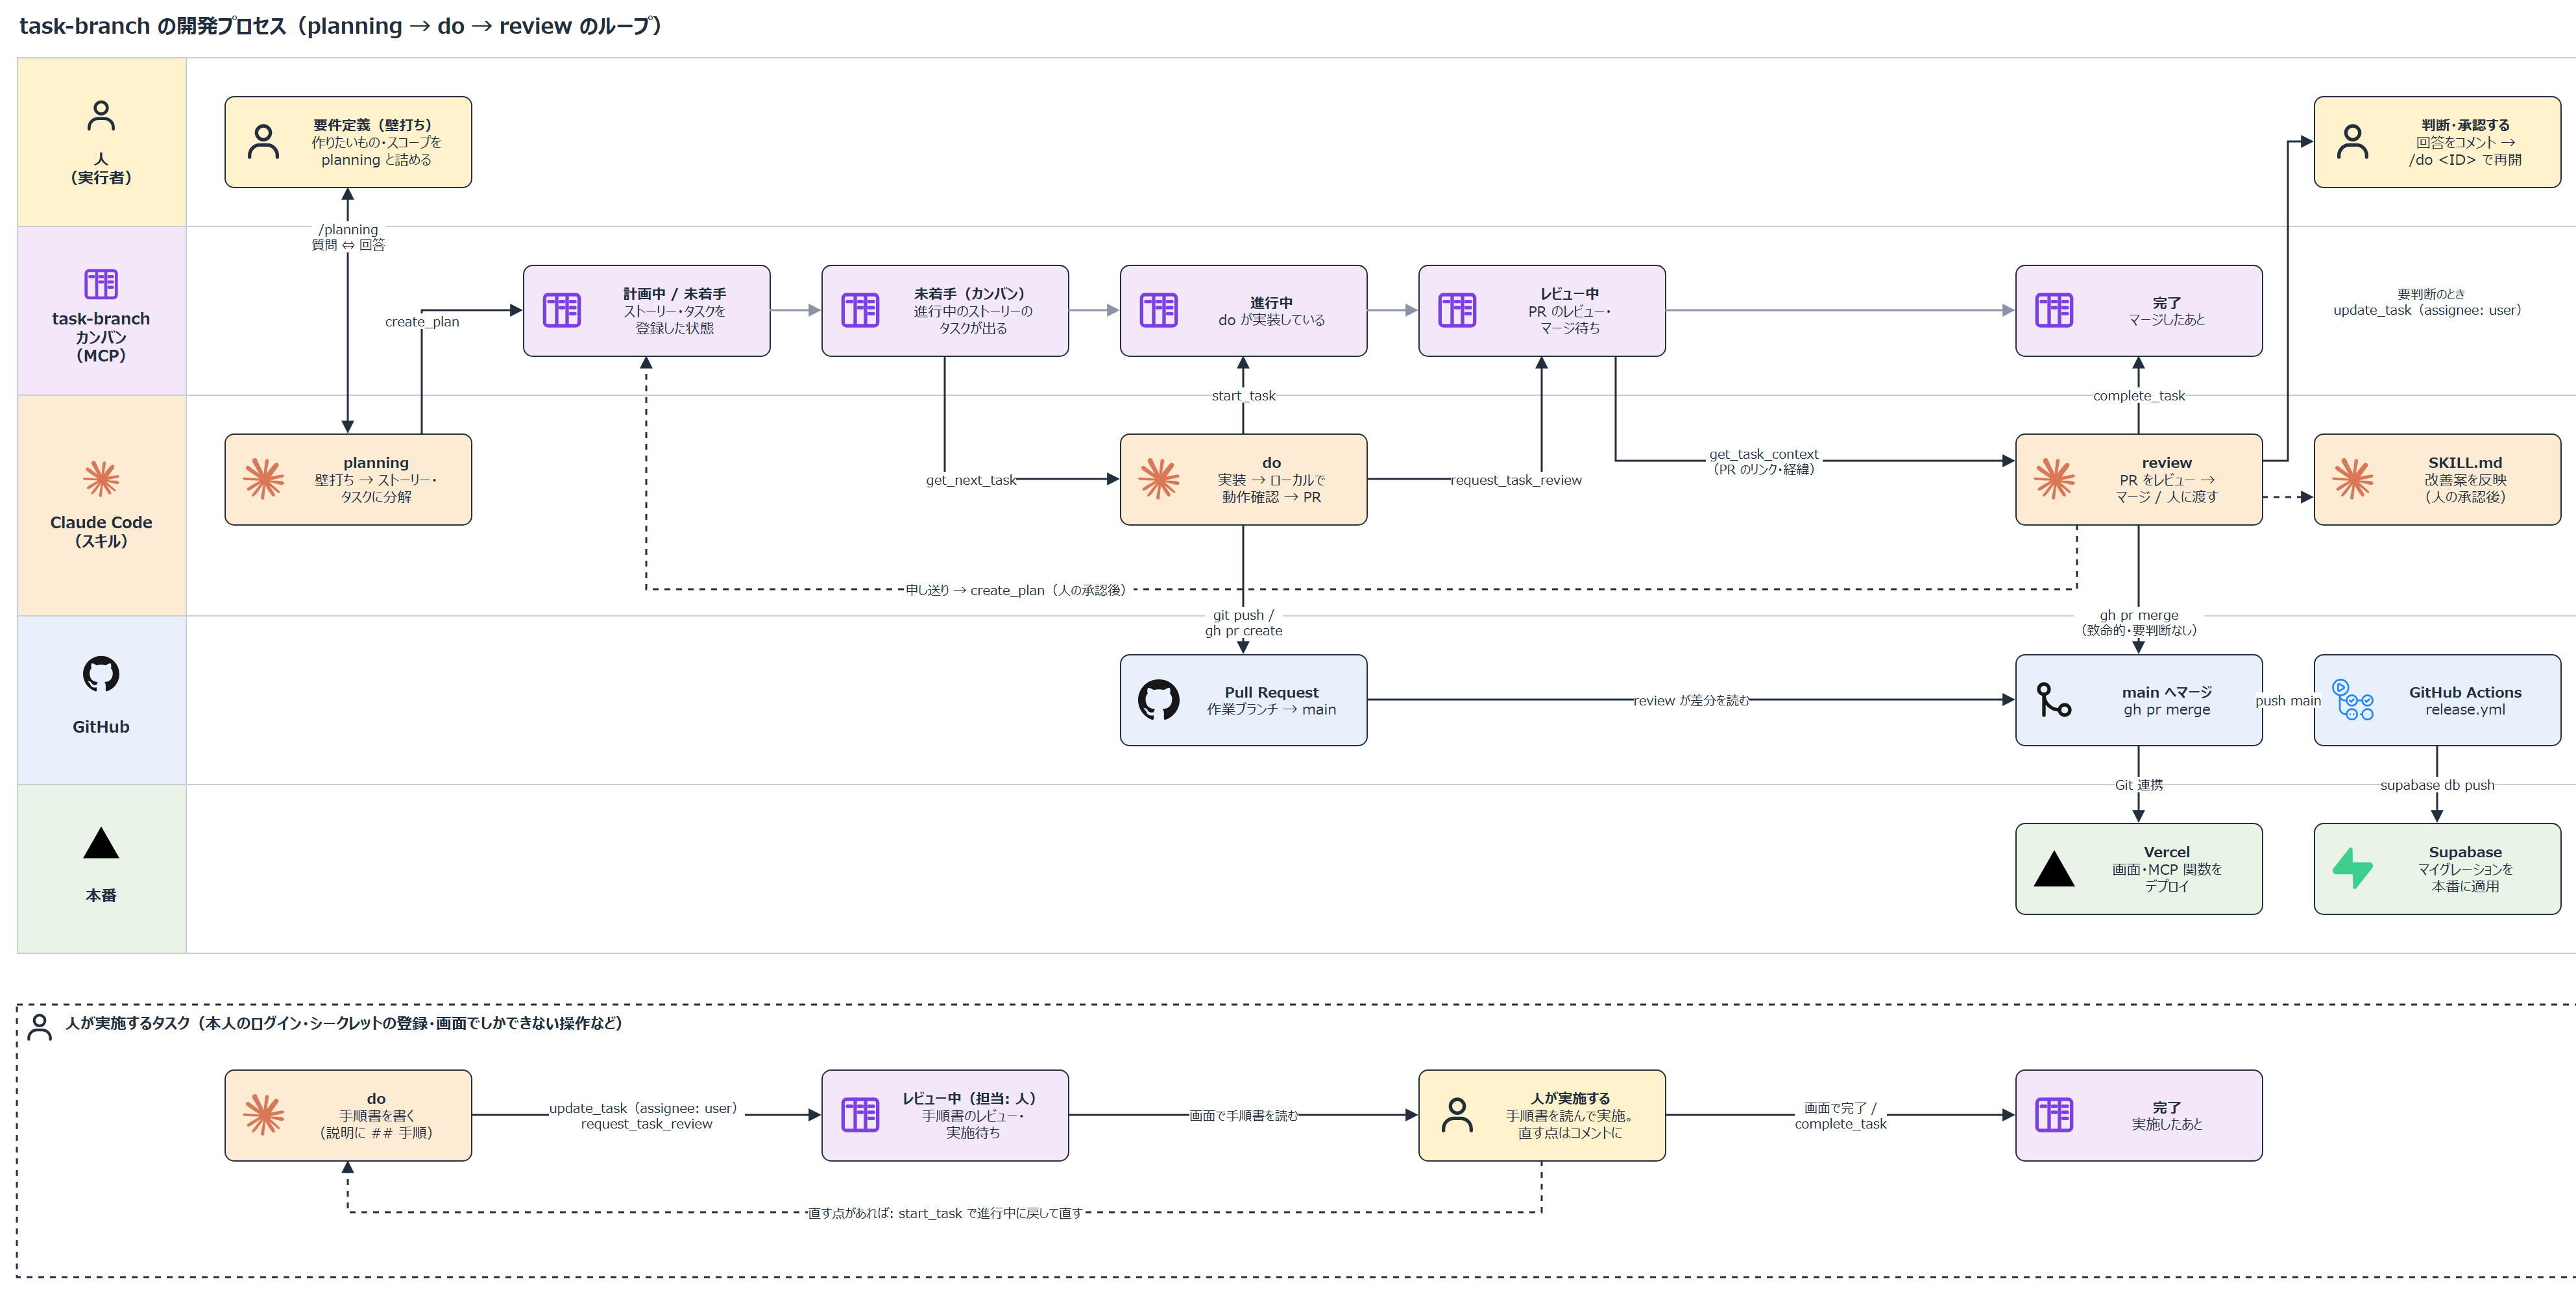 task-branch の開発プロセス（planning → do → review のループ）
人
（実行者）
要件定義（壁打ち）
作りたいもの・スコープを
planning と詰める
判断・承認する
回答をコメント →
/do <ID> で再開
/planning
質問 ⇔ 回答
task-branch
カンバン
（MCP）
create_plan
計画中 / 未着手
ストーリー・タスクを
登録した状態
未着手（カンバン）
進行中のストーリーの
タスクが出る
進行中
do が実装している
レビュー中
PR のレビュー・
マージ待ち
完了
マージしたあと
要判断のとき
update_task（assignee: user）
start_task
complete_task
Claude Code
（スキル）
planning
壁打ち → ストーリー・
タスクに分解
get_next_task
do
実装 → ローカルで
動作確認 → PR
request_task_review
get_task_context
（PR のリンク・経緯）
review
PR をレビュー →
マージ / 人に渡す
SKILL.md
改善案を反映
（人の承認後）
申し送り → create_plan（人の承認後）
git push /
gh pr create
gh pr merge
（致命的・要判断なし）
GitHub
Pull Request
作業ブランチ → main
review が差分を読む
main へマージ
gh pr merge
push main
GitHub Actions
release.yml
Git 連携
supabase db push
本番
Vercel
画面・MCP 関数を
デプロイ
Supabase
マイグレーションを
本番に適用
人が実施するタスク（本人のログイン・シークレットの登録・画面でしかできない操作など）
do
手順書を書く
（説明に ## 手順）
update_task（assignee: user）
request_task_review
レビュー中（担当: 人）
手順書のレビュー・
実施待ち
画面で手順書を読む
人が実施する
手順書を読んで実施。
直す点はコメントに
画面で完了 /
complete_task
完了
実施したあと
直す点があれば: start_task で進行中に戻して直す